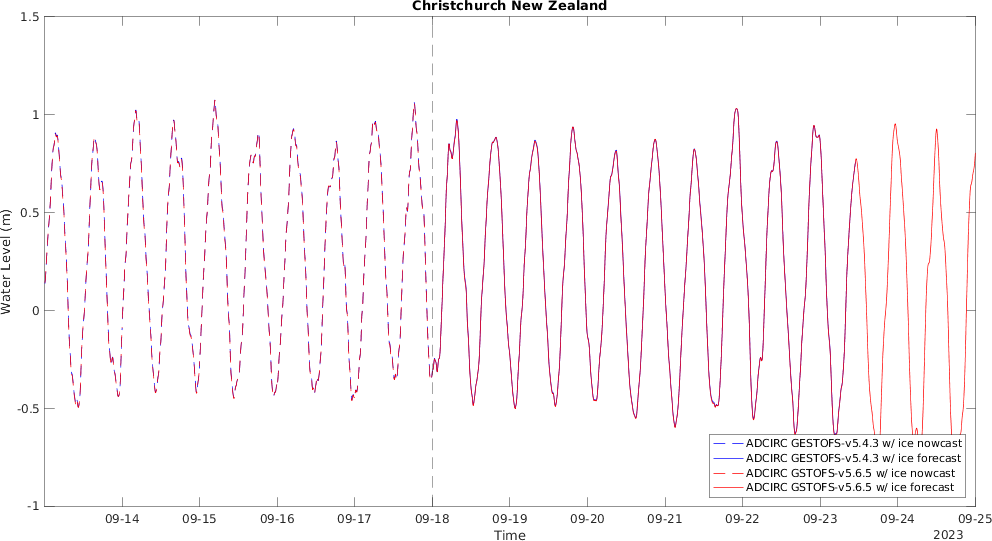 Christchurch New Zealand
1.5
1
0.5
0
-0.5
-1
Water Level (m)
ADCIRC GESTOFS-v5.4.3 w/ ice nowcast
ADCIRC GESTOFS-v5.4.3 w/ ice forecast
ADCIRC GSTOFS-v5.6.5 w/ ice nowcast
ADCIRC GSTOFS-v5.6.5 w/ ice forecast
09-14 09-15 09-16 09-17 09-18 09-19 09-20 09-21 09-22 09-23 09-24 09-25
Time
2023